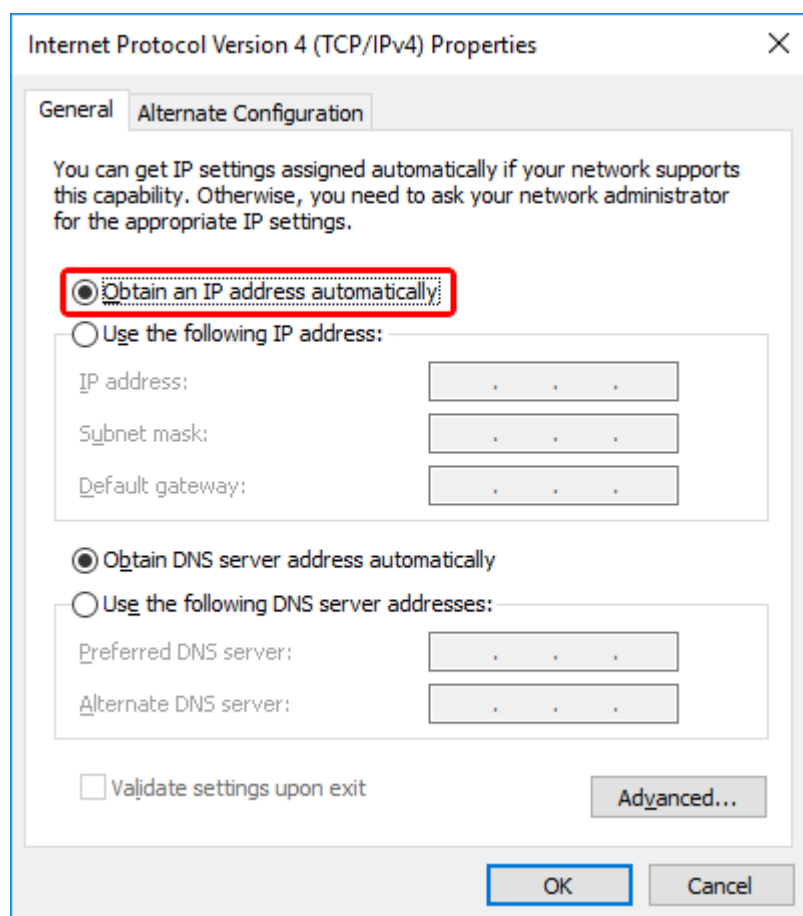 Internet Protocol Version 4 (TCP/IPv4) Properties
General
Alternate Configuration
You can get IP settings assigned automatically if your network supports
this capability. Otherwise, you need to ask your network administrator
for the appropriate IP settings.
Obtain an IP address automatically
Use the following IP address:
IP address:
Subnet mask:
Default gateway:
Obtain DNS server address automatically
Use the following DNS server addresses:
Preferred DNS server:
Alternate DNS server:
Validate settings upon exit
Advanced...
OK
Cancel